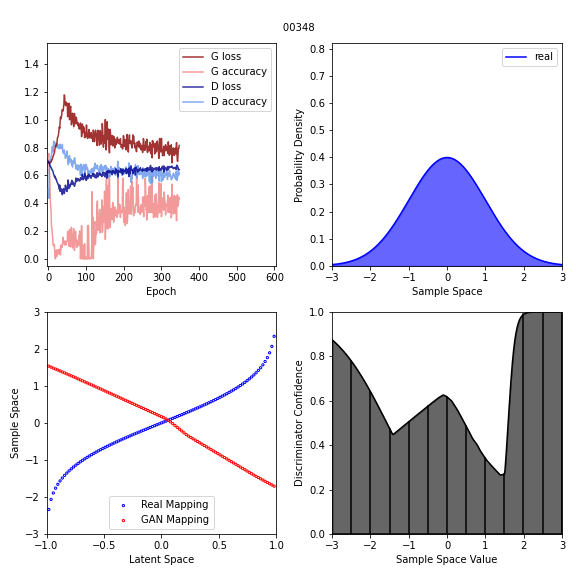 00348
1.4
1.2
1.0
0.8
0.6
0.4
0.2
0.0
0 100 200 300 400 500 600
Epoch
G loss
G accuracy
D loss
D accuracy
Probability Density
0.8
0.7
0.6
0.5
0.4
0.3
0.2
0.1
0.0
−3 −2 −1 0 1 2 3
Sample Space
real
Sample Space
3
2
1
0
−1
−2
−3
−1.0 −0.5 0.0 0.5 1.0
Latent Space
Real Mapping
GAN Mapping
Discriminator Confidence
1.0
0.8
0.6
0.4
0.2
0.0
−3 −2 −1 0 1 2 3
Sample Space Value